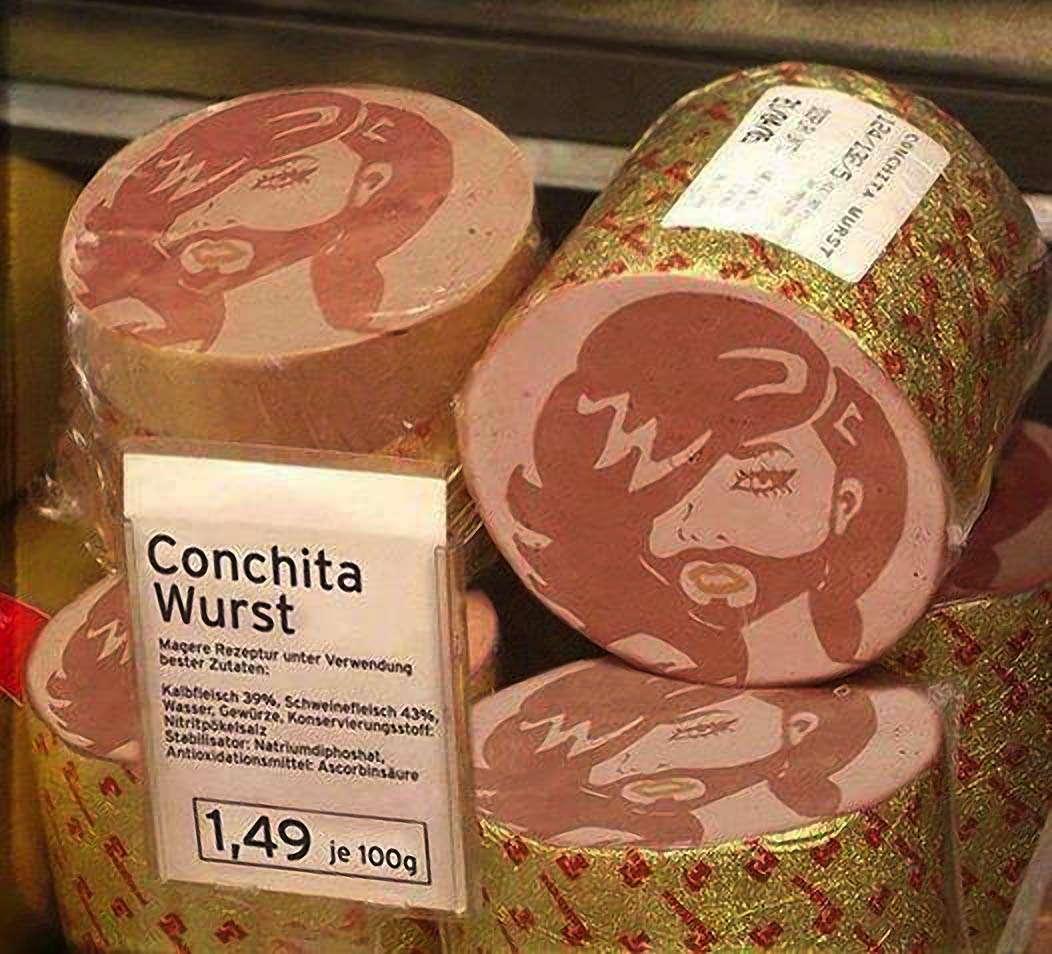 Conchita
Wurst
Magere Rezeptur unter Verwendung
bester Zutaten:
Kalbfleisch 39%, Schweinefleisch 43%,
Wasser, Gewürze, Konservierungsstoff:
Nitritpökelsalz
Stabilisator: Natriumdiphoshat,
Antioxidationsmittel: Ascorbinsäure
1,49 je 100g
CONCHITA WURST
W C
W C
W